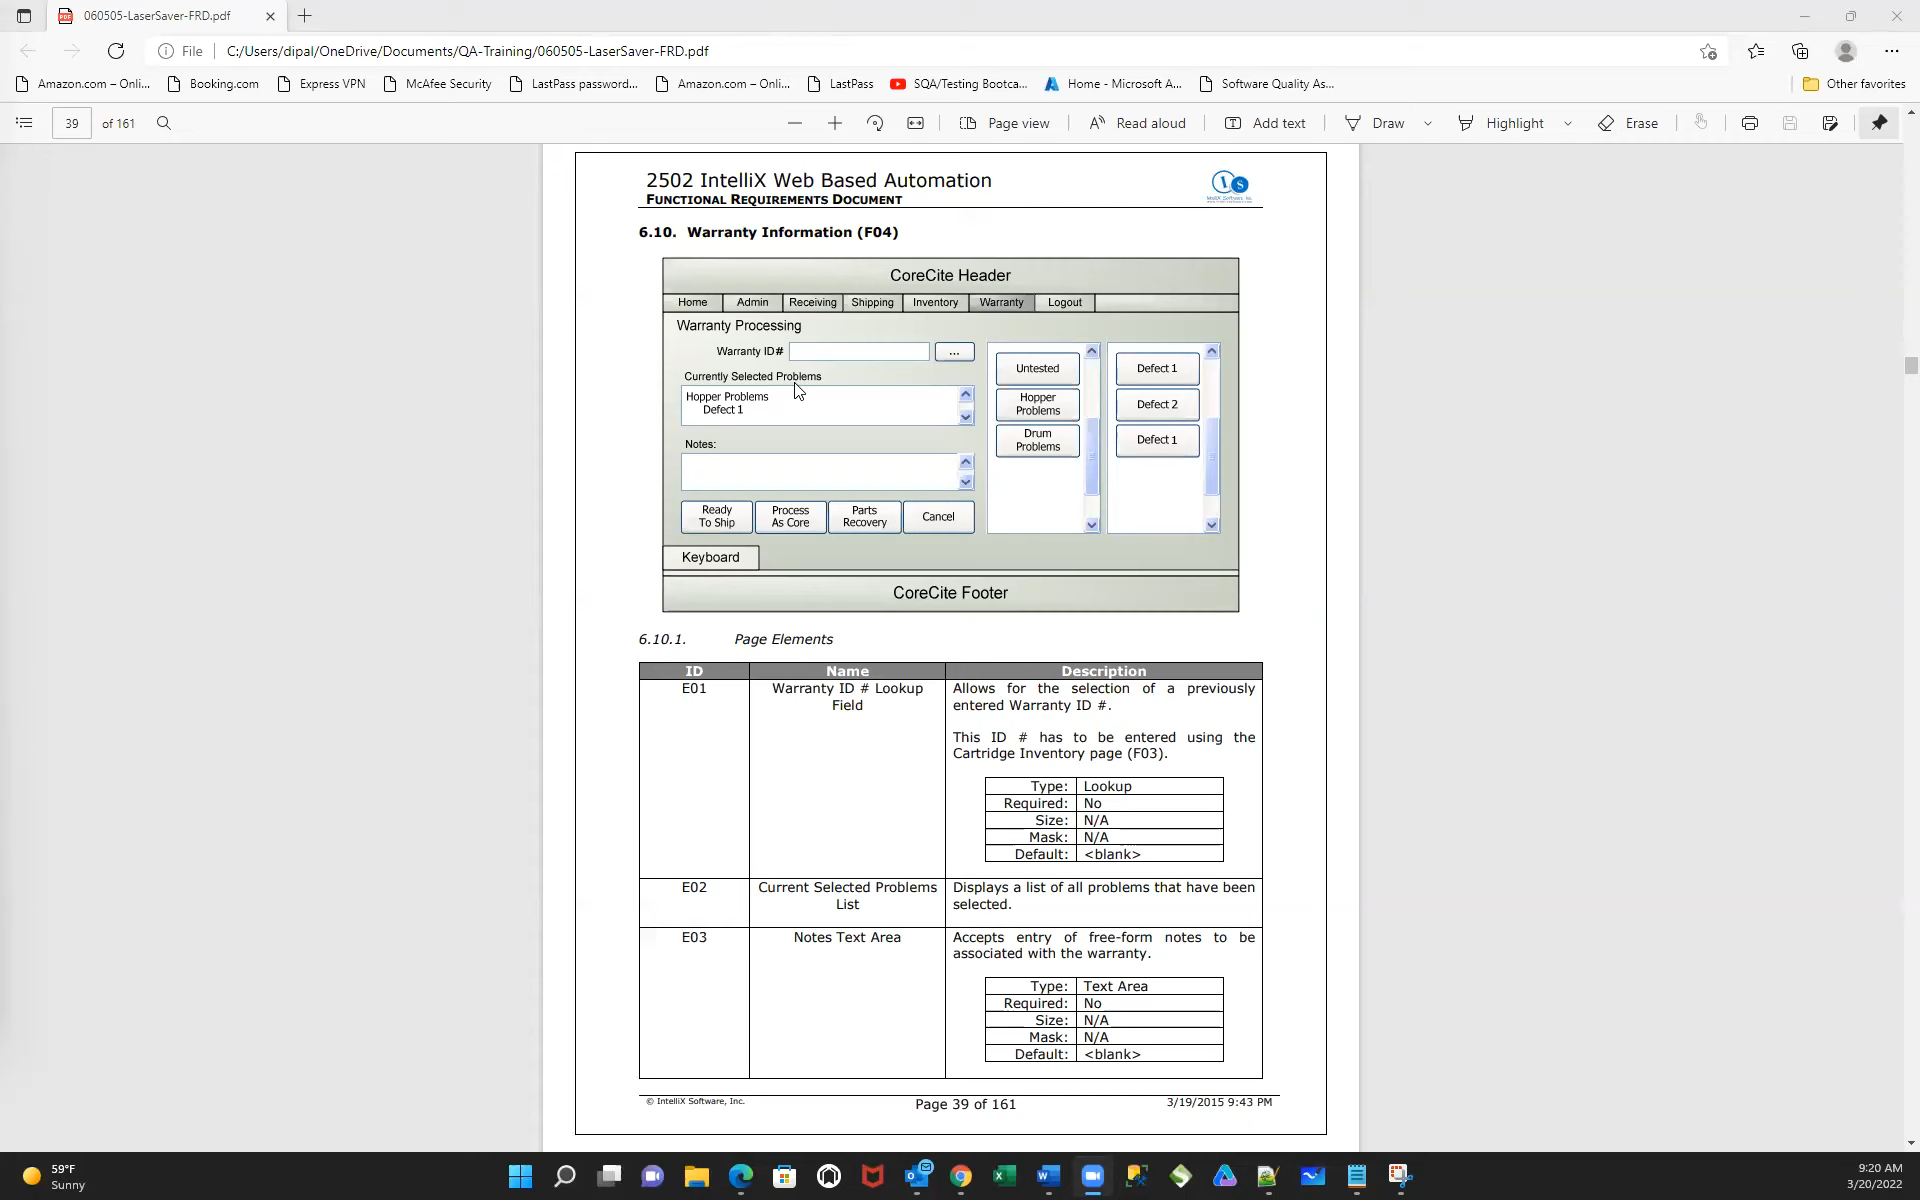 060505-LaserSaver-FRD.pdf
File C:/Users/dipal/OneDrive/Documents/QA-Training/060505-LaserSaver-FRD.pdf
Amazon.com – Onli... Booking.com Express VPN McAfee Security LastPass password... Amazon.com – Onli... LastPass SQA/Testing Bootca... Home - Microsoft A... Software Quality As... Other favorites
39 of 161 Page view Read aloud Add text Draw Highlight Erase
2502 IntelliX Web Based Automation
FUNCTIONAL REQUIREMENTS DOCUMENT
6.10. Warranty Information (F04)
CoreCite Header
Home Admin Receiving Shipping Inventory Warranty Logout
Warranty Processing
Warranty ID# ...
Currently Selected Problems
Hopper Problems
Defect 1
Notes:
Ready To Ship
Process As Core
Parts Recovery
Cancel
Untested
Hopper Problems
Drum Problems
Defect 1
Defect 2
Defect 1
Keyboard
CoreCite Footer
6.10.1. Page Elements
ID Name Description
E01 Warranty ID # Lookup Field
Allows for the selection of a previously
entered Warranty ID #.
This ID # has to be entered using the
Cartridge Inventory page (F03).
Type: Lookup
Required: No
Size: N/A
Mask: N/A
Default: <blank>
E02 Current Selected Problems List
Displays a list of all problems that have been
selected.
E03 Notes Text Area
Accepts entry of free-form notes to be
associated with the warranty.
Type: Text Area
Required: No
Size: N/A
Mask: N/A
Default: <blank>
© IntelliX Software, Inc. Page 39 of 161 3/19/2015 9:43 PM
59°F
Sunny
9:20 AM
3/20/2022